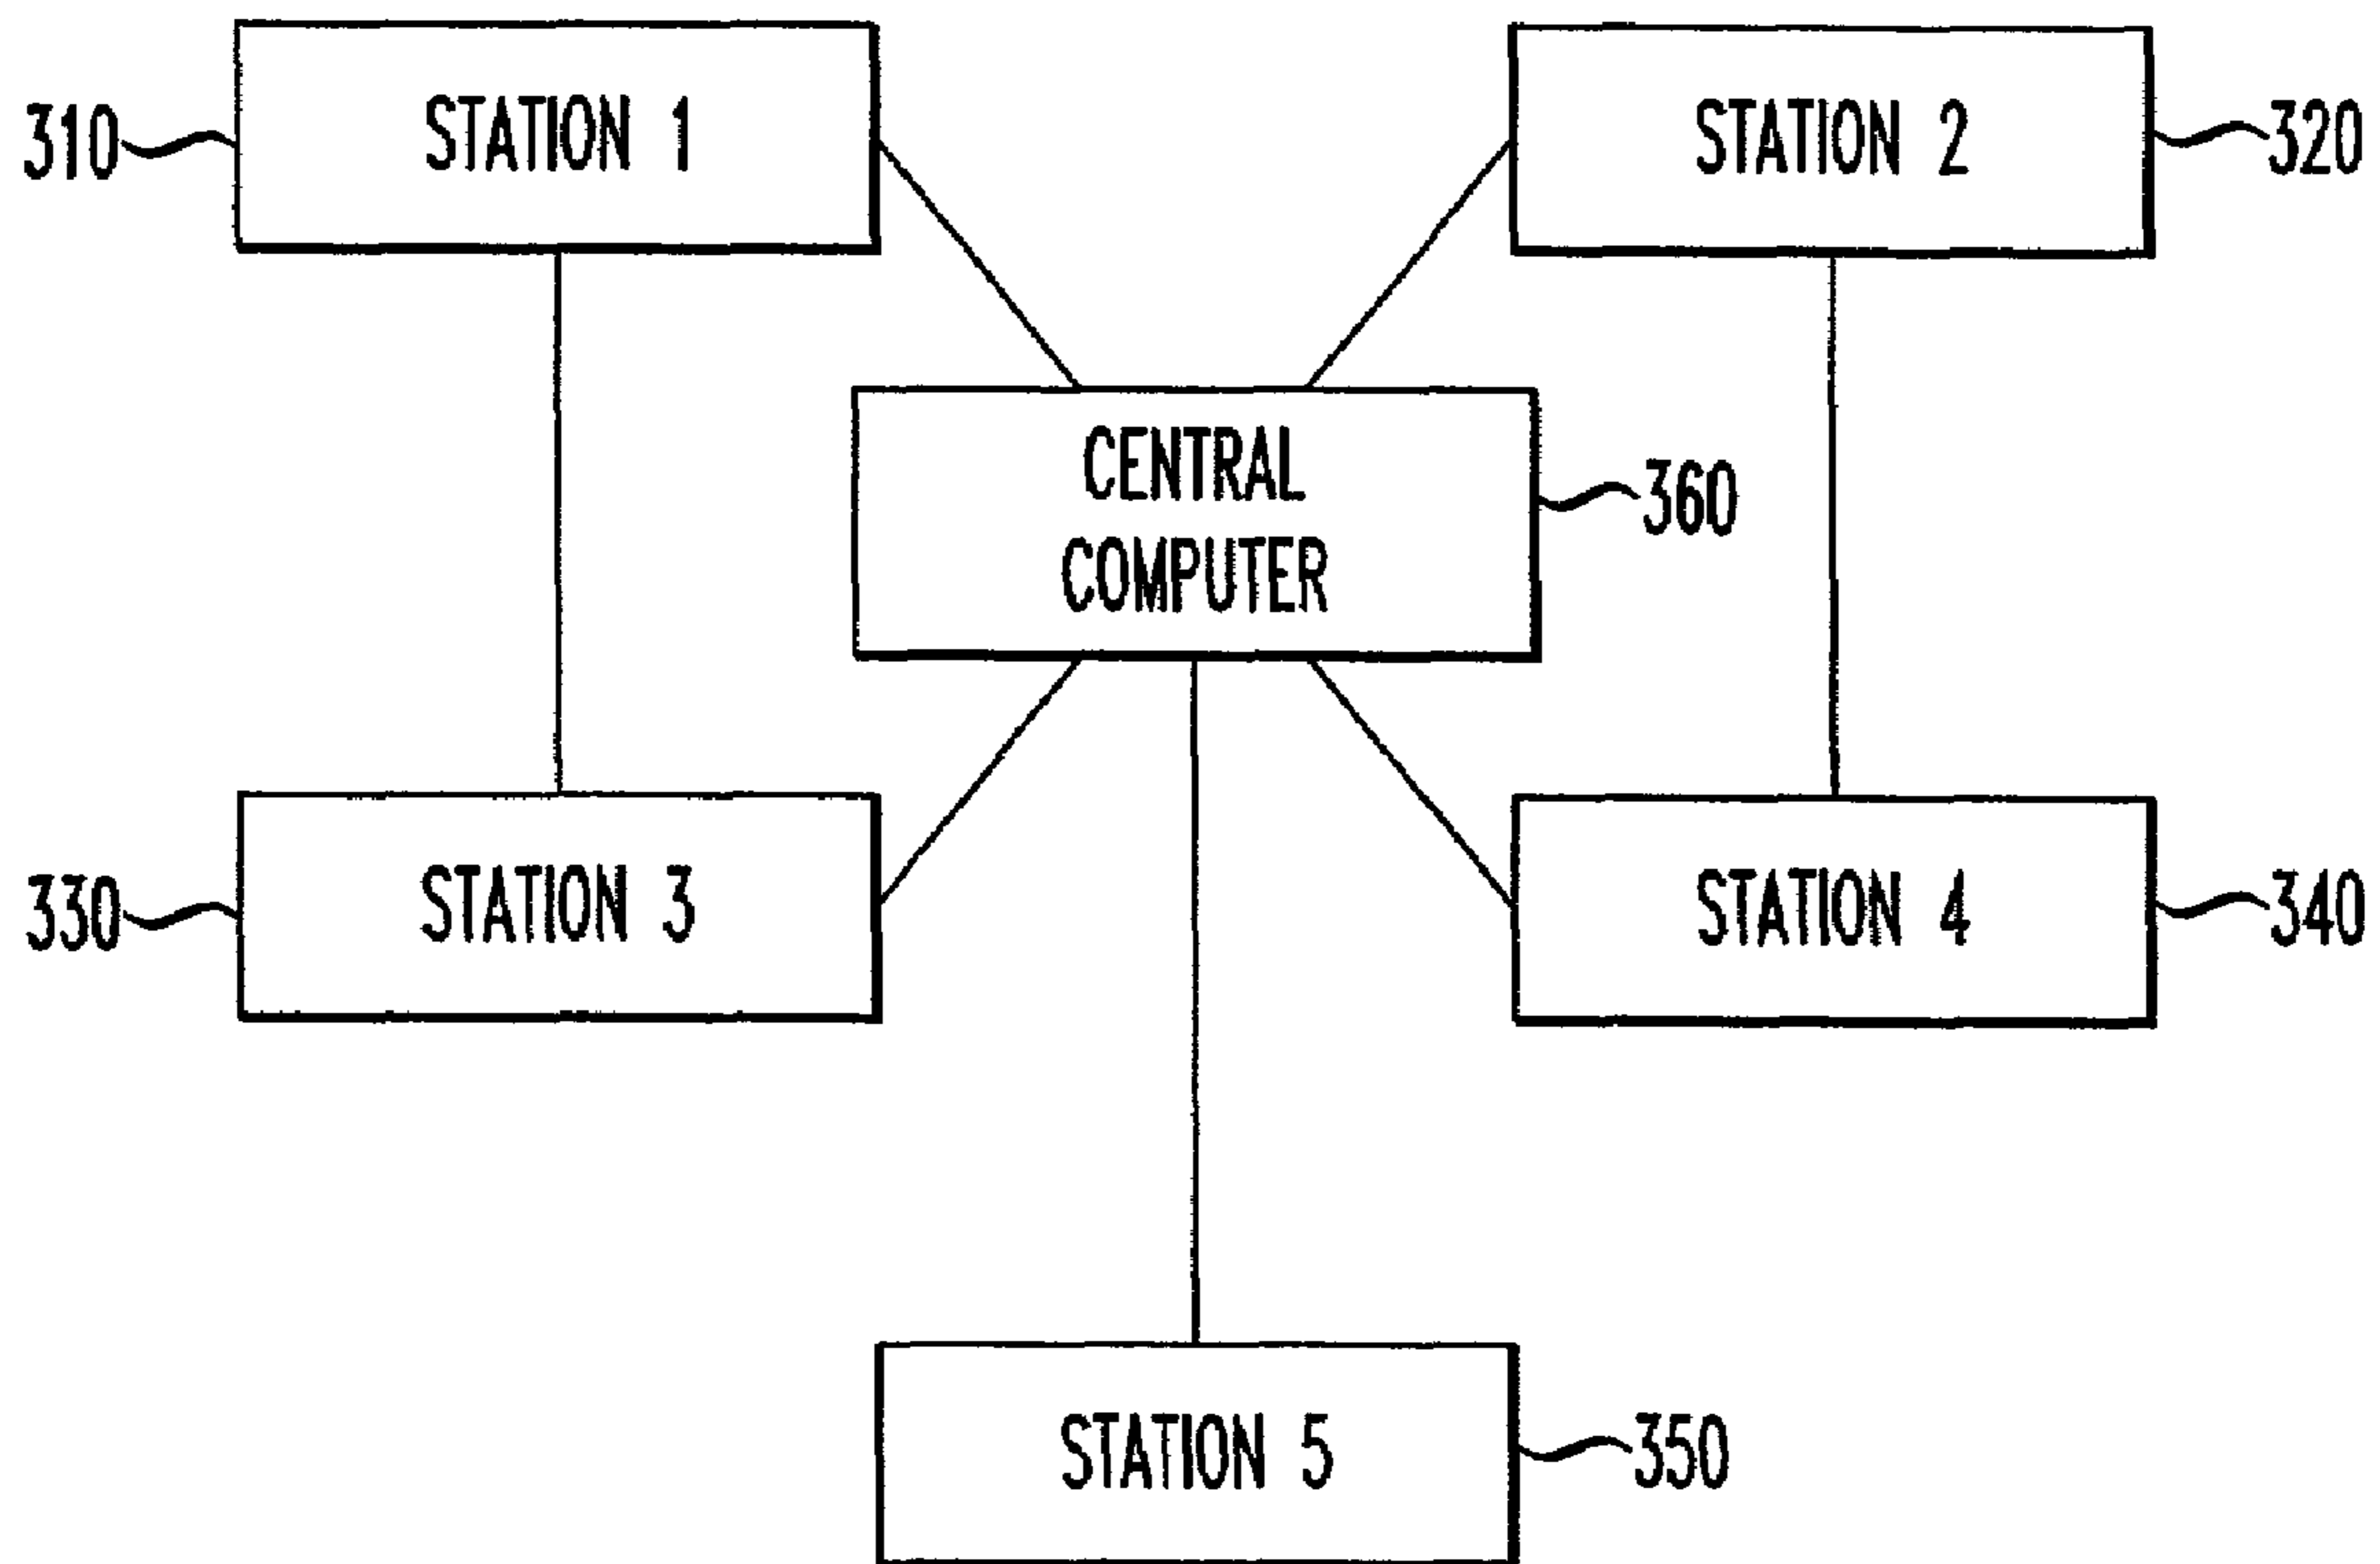 310
STATION 1
STATION 2
320
CENTRAL
COMPUTER
360
330
STATION 3
STATION 4
340
STATION 5
350